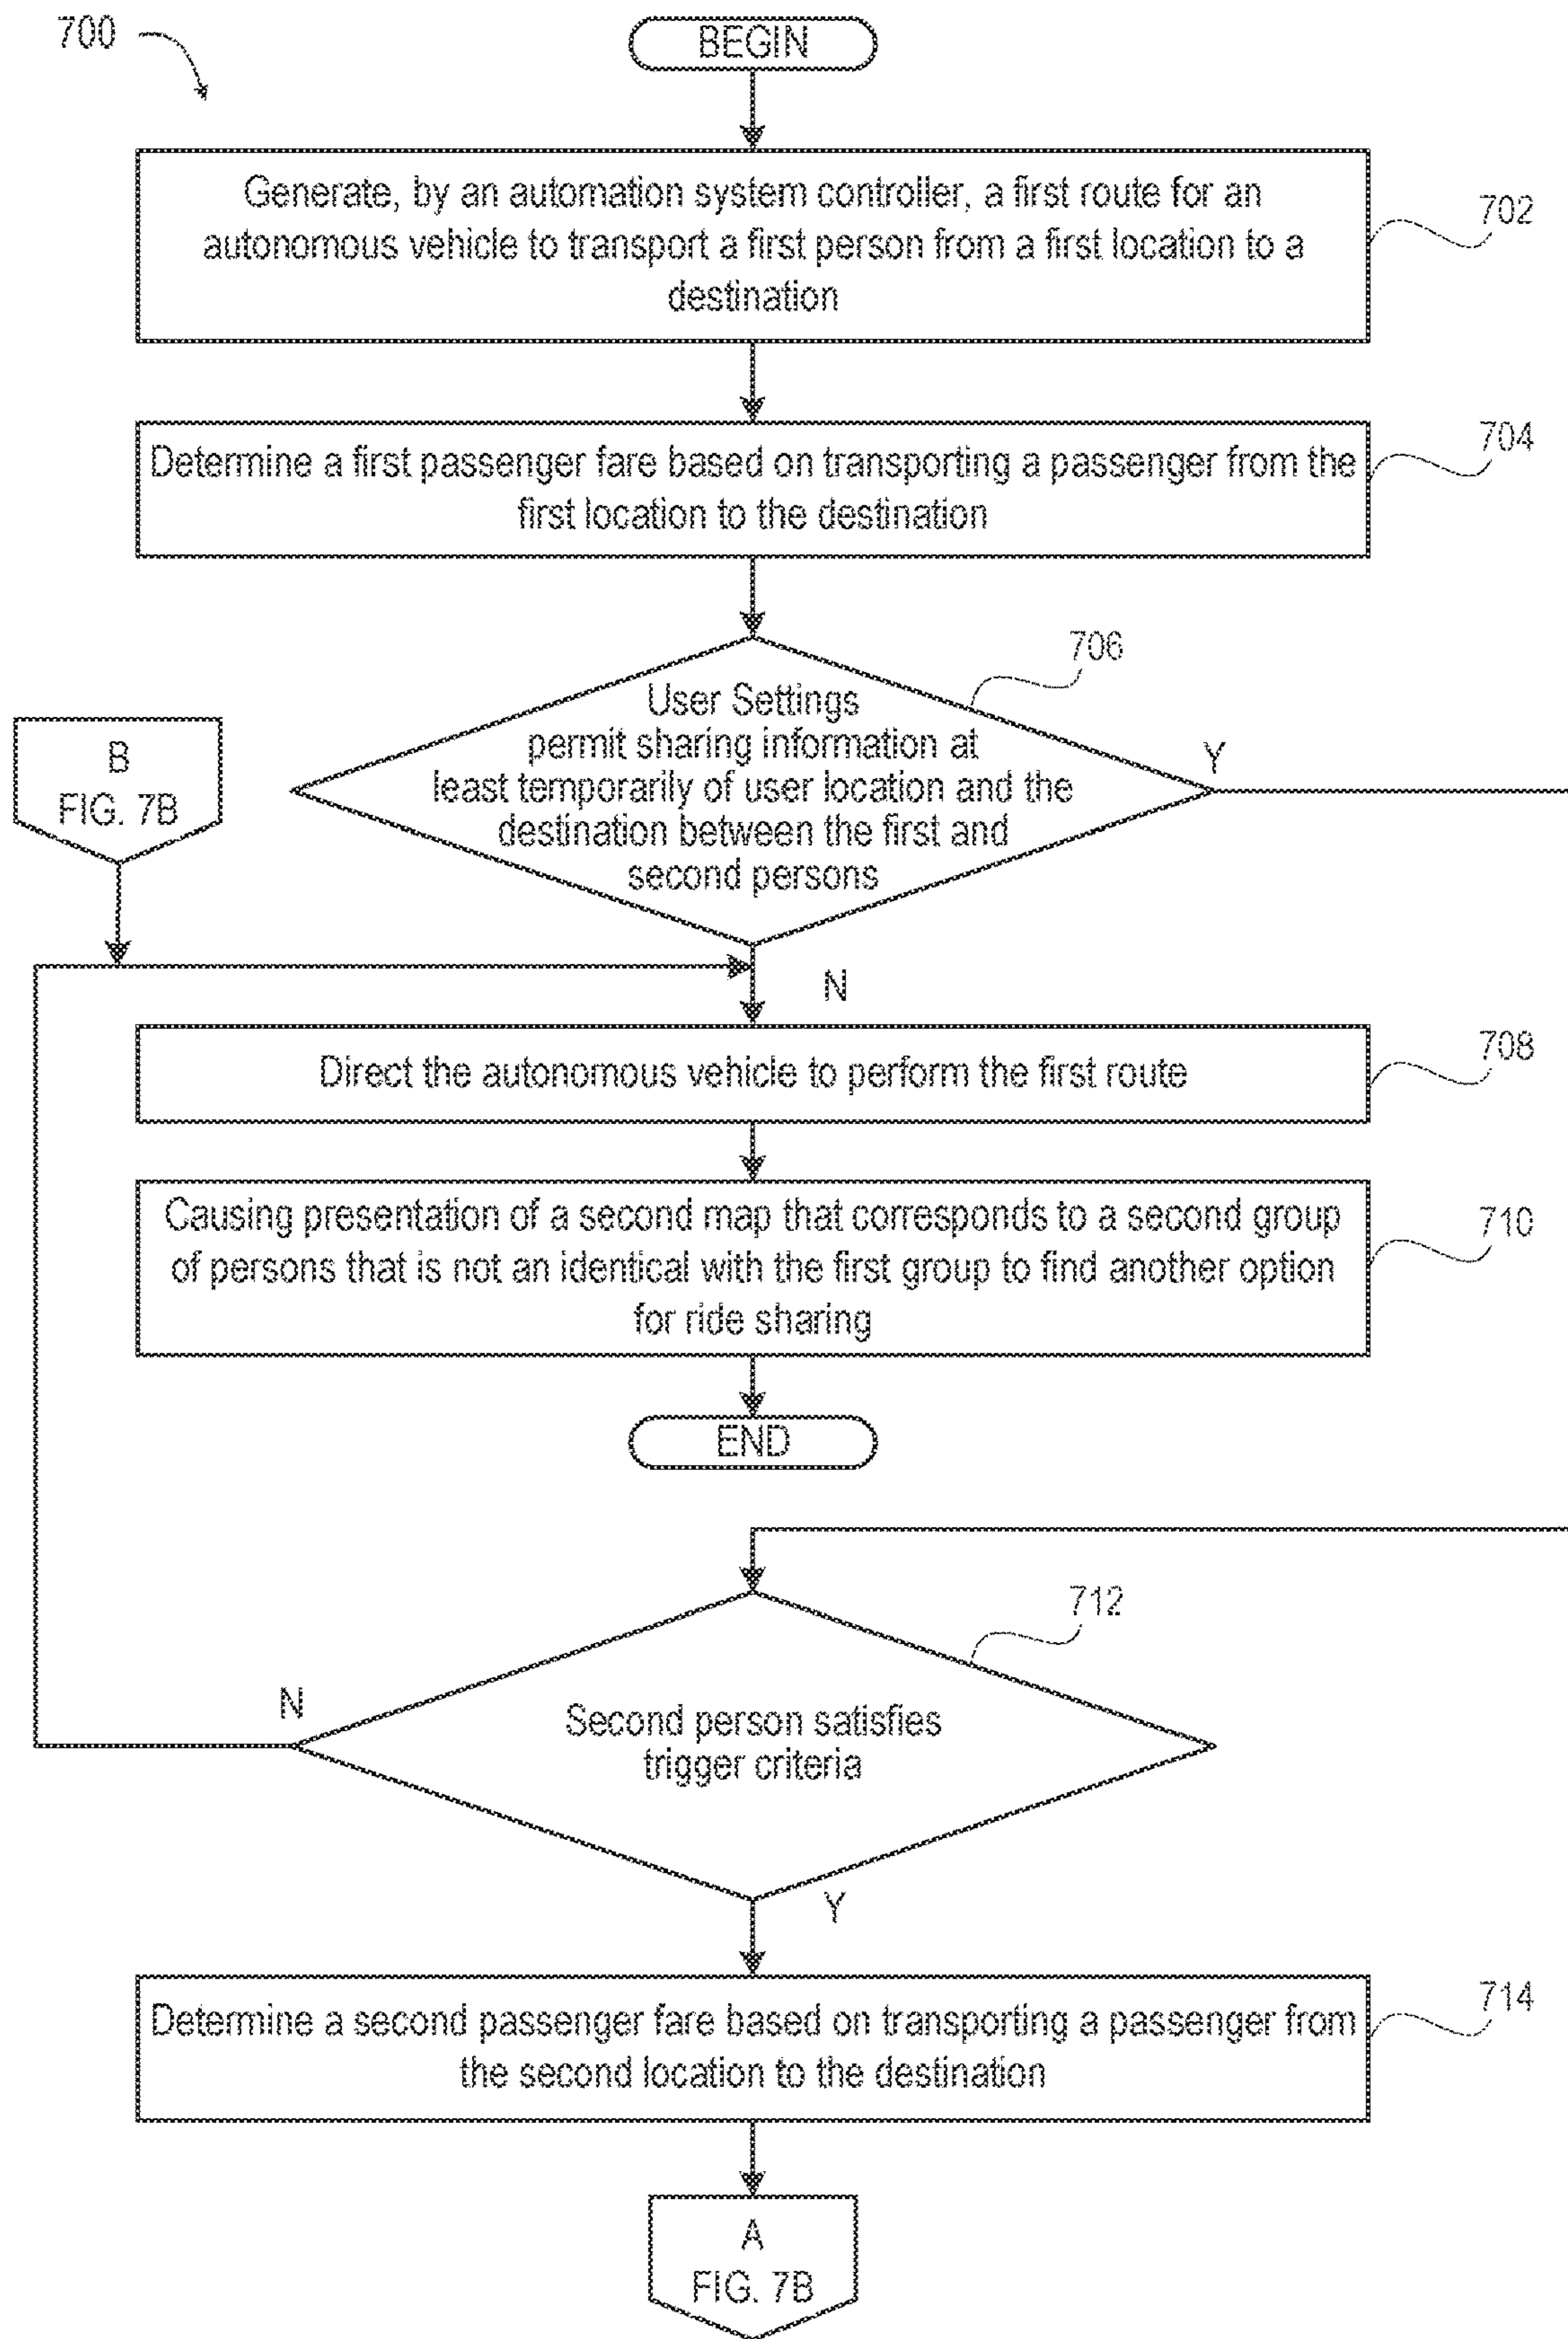 700
BEGIN
Generate, by an automation system controller, a first route for an
autonomous vehicle to transport a first person from a first location to a
destination
702
Determine a first passenger fare based on transporting a passenger from the
first location to the destination
704
706
User Settings
permit sharing information at
least temporarily of user location and the
destination between the first and
second persons
Y
B
FIG. 7B
N
Direct the autonomous vehicle to perform the first route
708
Causing presentation of a second map that corresponds to a second group
of persons that is not an identical with the first group to find another option
for ride sharing
710
END
712
Second person satisfies
trigger criteria
N
Y
Determine a second passenger fare based on transporting a passenger from
the second location to the destination
714
A
FIG. 7B